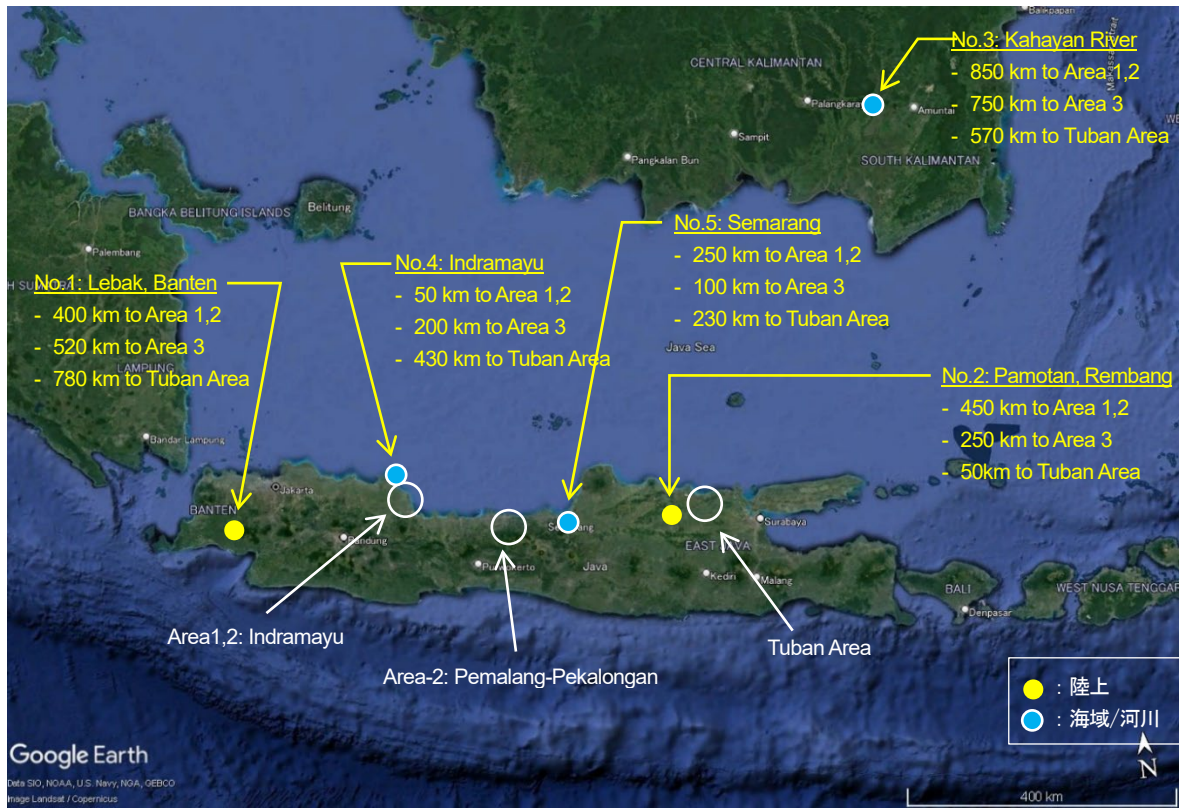 Balikpapan
No.3: Kahayan River
- 850 km to Area 1,2
- 750 km to Area 3
- 570 km to Tuban Area
CENTRAL KALIMANTAN
Palangkaraya
Amuntai
Sampit
SOUTH KALIMANTAN
Pangkalan Bun
Makassar Strait
BANGKA BELITUNG ISLANDS
Belitung
Palembang
No.1: Lebak, Banten
- 400 km to Area 1,2
- 520 km to Area 3
- 780 km to Tuban Area
LAMPUNG
Bandar Lampung
No.4: Indramayu
- 50 km to Area 1,2
- 200 km to Area 3
- 430 km to Tuban Area
No.5: Semarang
- 250 km to Area 1,2
- 100 km to Area 3
- 230 km to Tuban Area
Java Sea
No.2: Pamotan, Rembang
- 450 km to Area 1,2
- 250 km to Area 3
- 50km to Tuban Area
Jakarta
BANTEN
Bandung
Purwokerto
Semarang
Java
EAST JAVA
Surabaya
Kediri
Malang
BALI
Denpasar
WEST NUSA TENGGAR
Area1,2: Indramayu
Area-2: Pemalang-Pekalongan
Tuban Area
: 陸上
: 海域/河川
N
400 km
Google Earth
Data SIO, NOAA, U.S. Navy, NGA, GEBCO
Image Landsat / Copernicus